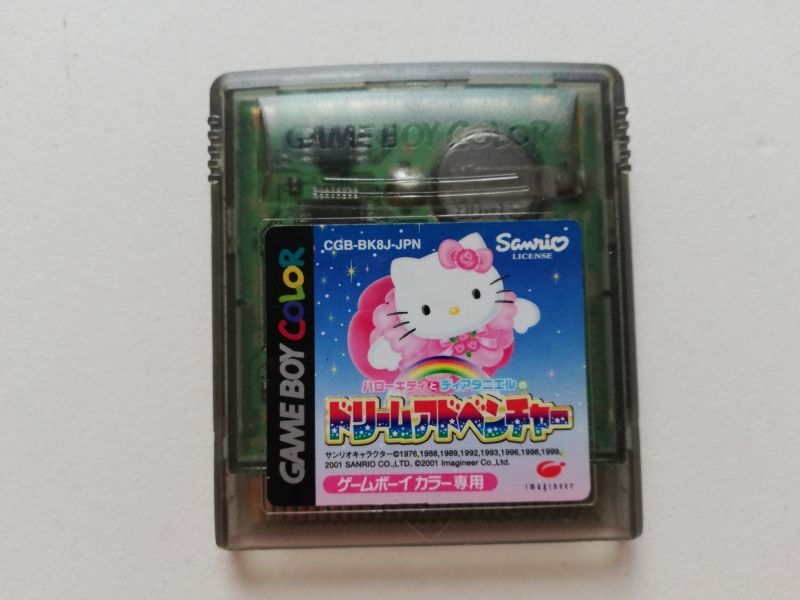 GAME BOY COLOR
CGB-BK8J-JPN
Sanrio
LICENSE
GAME BOY COLOR
ハローキティとディアダニエルの
ドリームアドベンチャー
サンリオキャラクター©1976,1988,1989,1992,1993,1996,1998,1999,
2001 SANRIO CO.,LTD. ©2001 Imagineer Co.,Ltd.
imagineer
ゲームボーイカラー専用